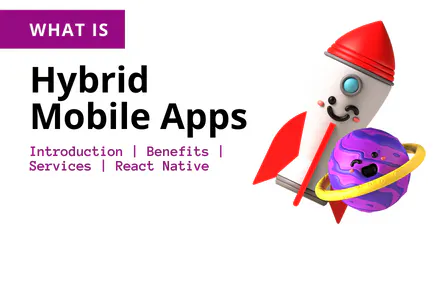 WHAT IS
Hybrid
Mobile Apps
Introduction | Benefits |
Services | React Native